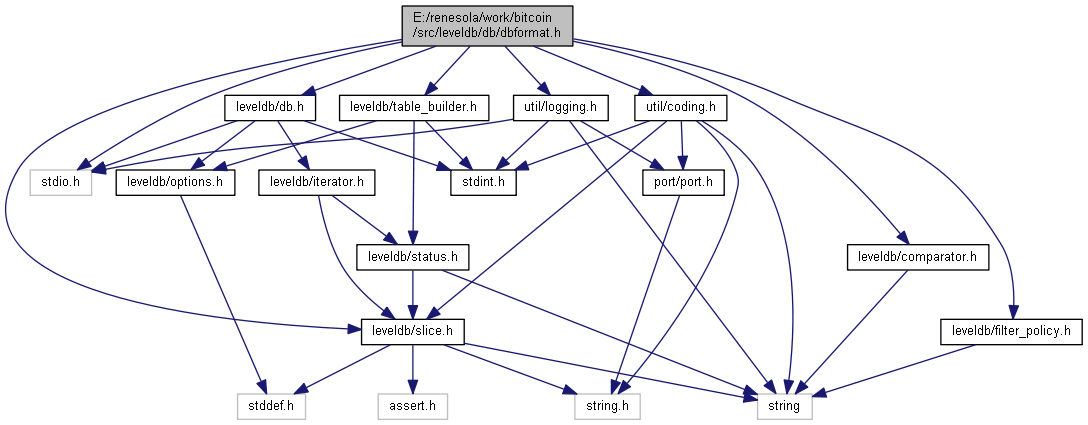 E:/renesola/work/bitcoin
/src/leveldb/db/dbformat.h
leveldb/db.h
leveldb/table_builder.h
util/logging.h
util/coding.h
stdio.h
leveldb/options.h
leveldb/iterator.h
stdint.h
port/port.h
leveldb/status.h
leveldb/comparator.h
leveldb/slice.h
leveldb/filter_policy.h
stddef.h
assert.h
string.h
string